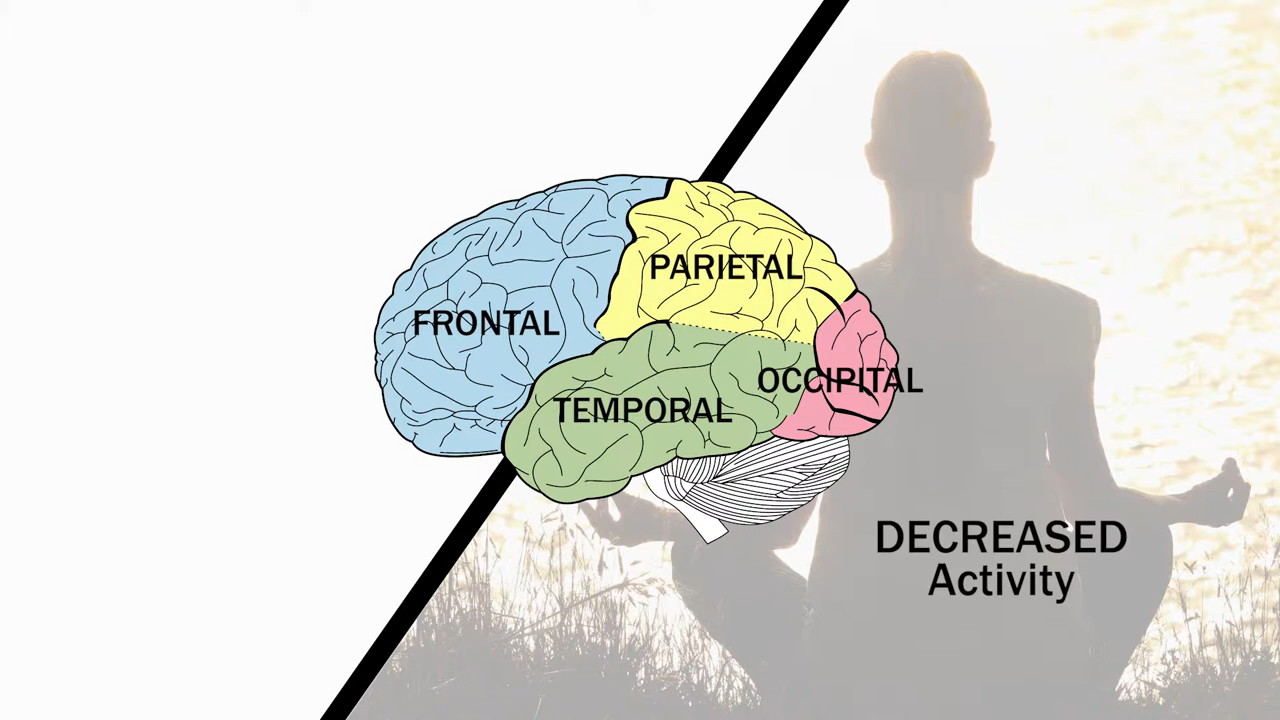 PARIETAL
FRONTAL
OCCIPITAL
TEMPORAL
DECREASED
Activity